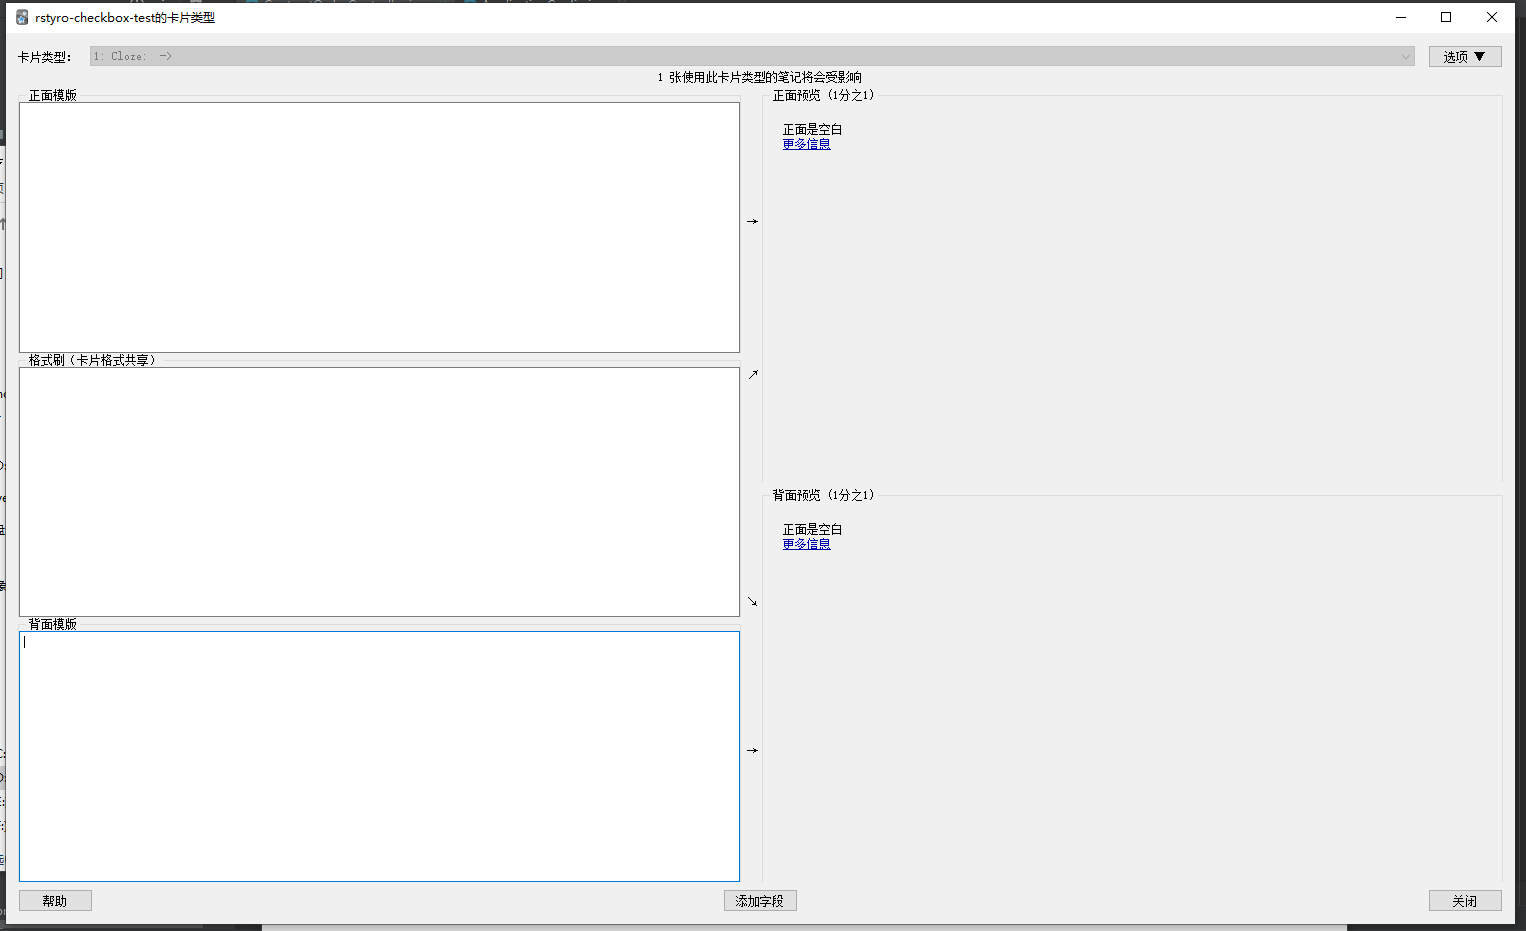 rstyro-checkbox-test的卡片类型
卡片类型：
1: Cloze: ->
选项 ▼
1 张使用此卡片类型的笔记将会受影响
正面模版
正面预览（1分之1）
正面是空白
更多信息
格式刷（卡片格式共享）
背面预览（1分之1）
正面是空白
更多信息
背面模版
帮助
添加字段
关闭